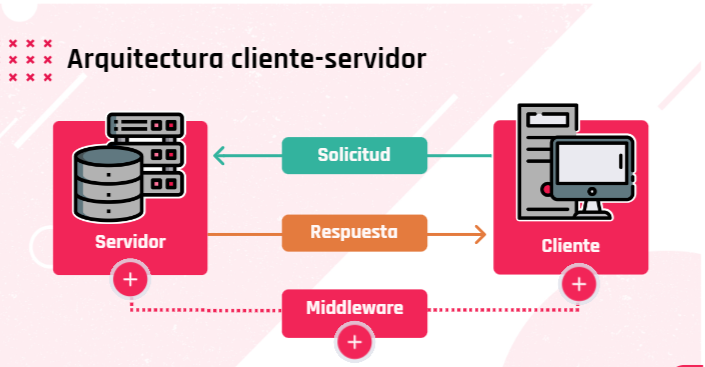 Arquitectura cliente-servidor
Solicitud
Servidor
Respuesta
Cliente
Middleware